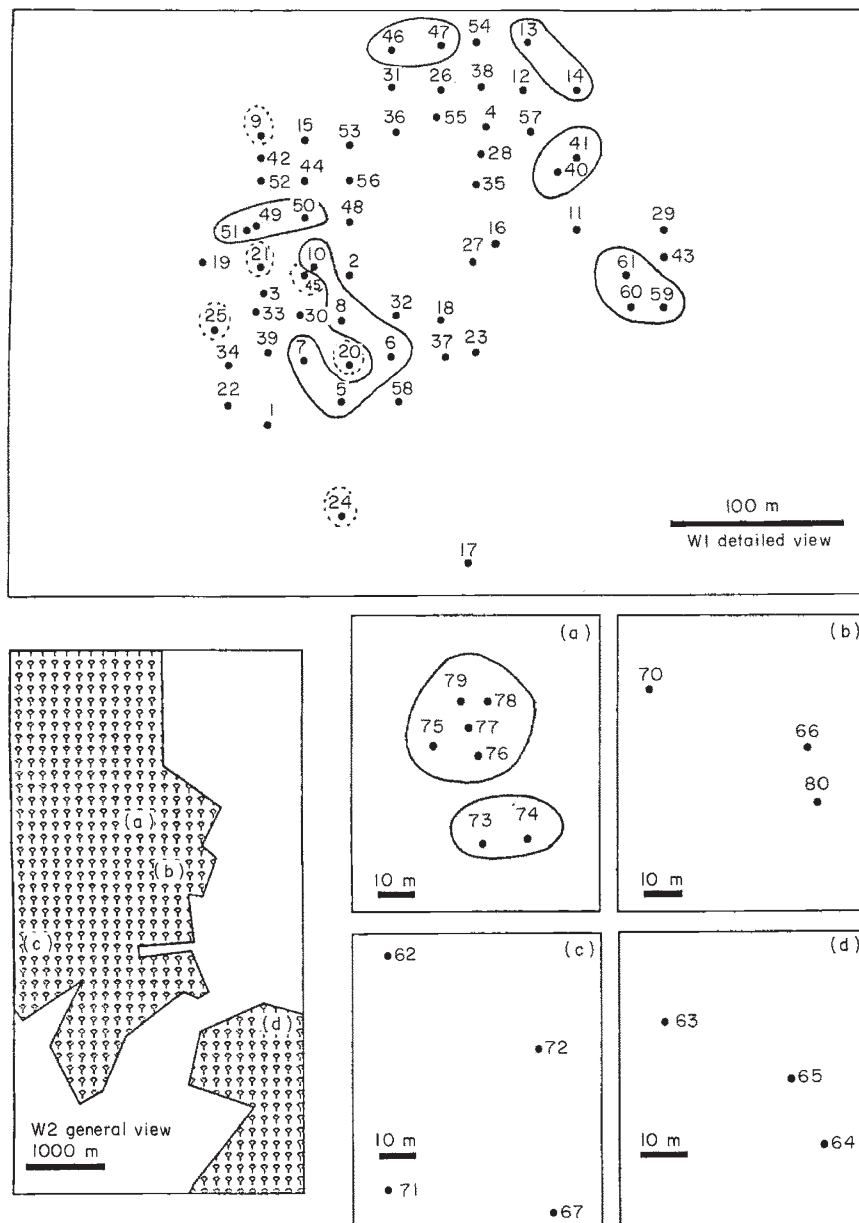 46 47 54 13
31 26 38 12 14
9 15 53 36 55 4 57
42 44 28 41
52 56 35 40
51 49 50 48 16 11 29
19 21 10 2 27 61 43
3 45
25 33 30 8 32 18 60 59
34 39 7 20 6 37 23
22 5 58
1
24
17
100 m
W1 detailed view
(a)
(b)
(c)
(d)
W2 general view
1000 m
(a)
79 78
75 77
76
73 74
10 m
(b)
70
66
80
10 m
(c)
62
72
10 m
71
67
(d)
63
65
10 m
64